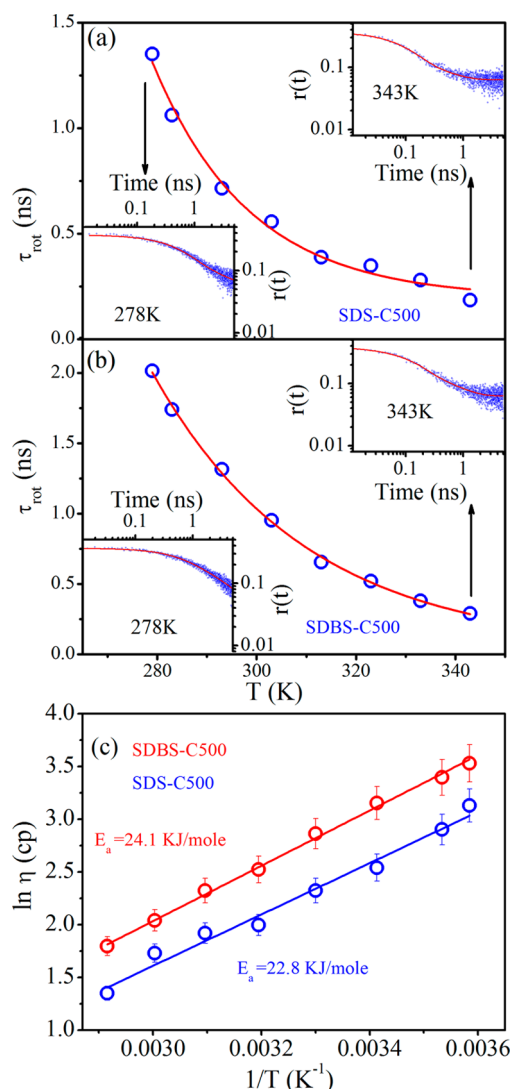 (a)
1.5
1.0
0.5
0.0
τrot (ns)
r(t)
0.1
0.01
343K
0.1 1
Time (ns)
Time (ns)
0.1 1
278K
0.1
0.01
r(t)
SDS-C500
(b)
2.0
1.5
1.0
0.5
0.0
τrot (ns)
r(t)
0.1
0.01
343K
0.1 1
Time (ns)
Time (ns)
0.1 1
278K
0.1
0.01
r(t)
SDBS-C500
280 300 320 340
T (K)
(c)
SDBS-C500
SDS-C500
Ea=24.1 KJ/mole
Ea=22.8 KJ/mole
4.0
3.5
3.0
2.5
2.0
1.5
1.0
ln η (cp)
0.0030 0.0032 0.0034 0.0036
1/T (K⁻¹)